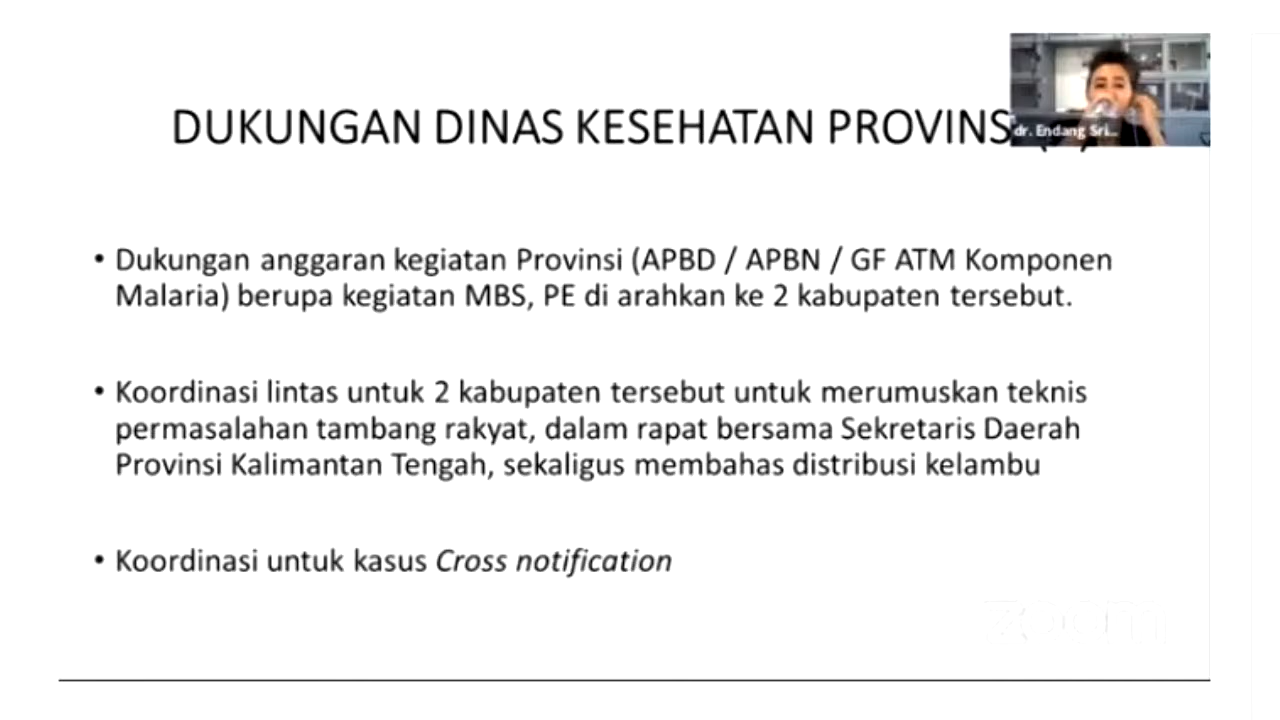 DUKUNGAN DINAS KESEHATAN PROVINS
dr. Endang Sri...
• Dukungan anggaran kegiatan Provinsi (APBD / APBN / GF ATM Komponen
Malaria) berupa kegiatan MBS, PE di arahkan ke 2 kabupaten tersebut.
• Koordinasi lintas untuk 2 kabupaten tersebut untuk merumuskan teknis
permasalahan tambang rakyat, dalam rapat bersama Sekretaris Daerah
Provinsi Kalimantan Tengah, sekaligus membahas distribusi kelambu
• Koordinasi untuk kasus Cross notification
zoom